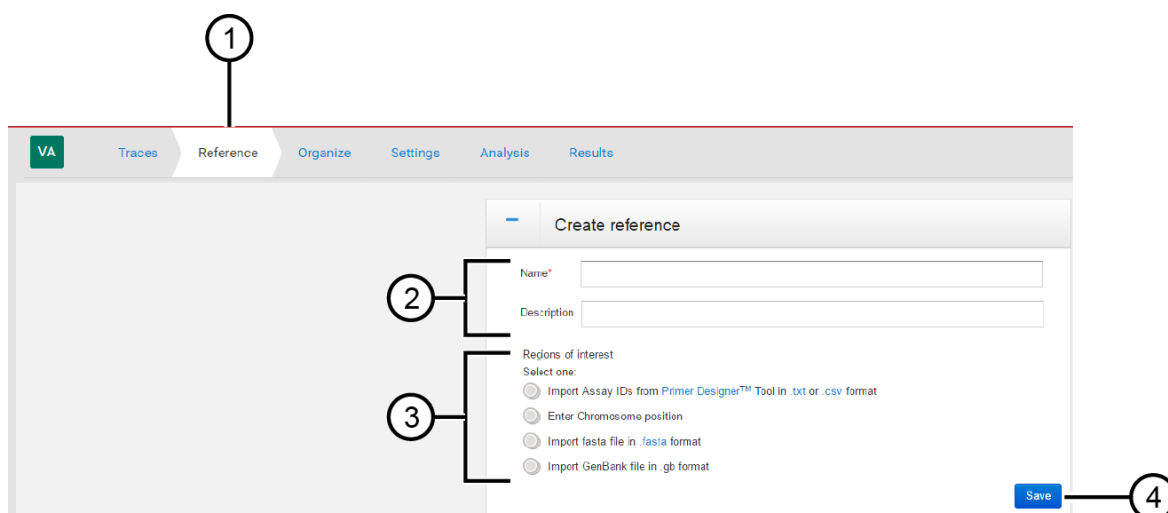 1
VA Traces Reference Organize Settings Analysis Results
Create reference
Name*
2
Description
Regions of interest
Select one:
Import Assay IDs from Primer Designer™ Tool in .txt or .csv format
3
Enter Chromosome position
Import fasta file in .fasta format
Import GenBank file in .gb format
Save
4